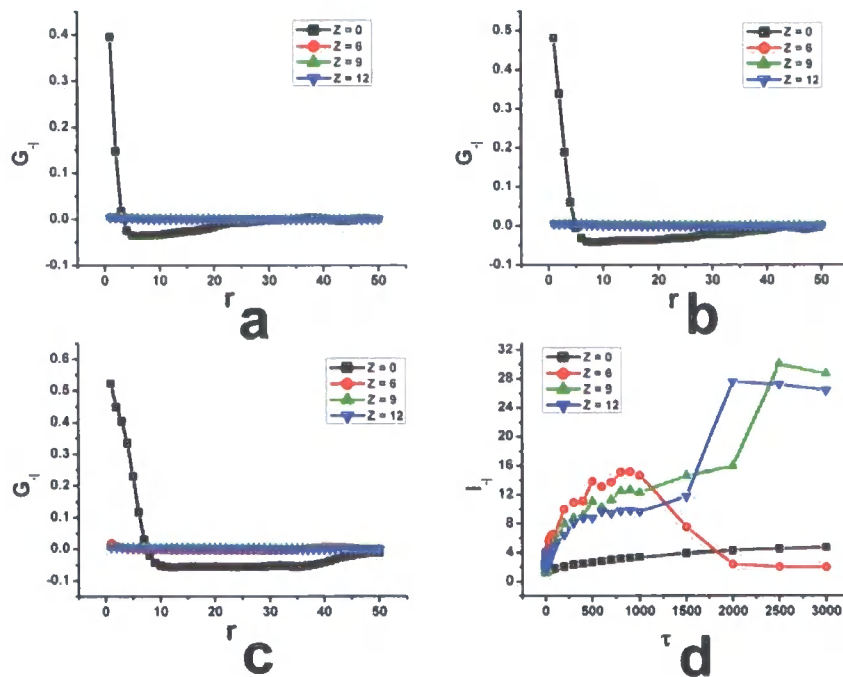 0.4
0.3
0.2
0.1
0.0
-0.1
0 10 20 30 40 50
r
Z = 0
Z = 6
Z = 9
Z = 12
a
0.5
0.4
0.3
0.2
0.1
0.0
-0.1
0 10 20 30 40 50
r
Z = 0
Z = 6
Z = 9
Z = 12
b
0.6
0.5
0.4
0.3
0.2
0.1
0.0
-0.1
0 10 20 30 40 50
r
Z = 0
Z = 6
Z = 9
Z = 12
c
32
28
24
20
16
12
8
4
0
0 500 1000 1500 2000 2500 3000
τ
Z = 0
Z = 6
Z = 9
Z = 12
d